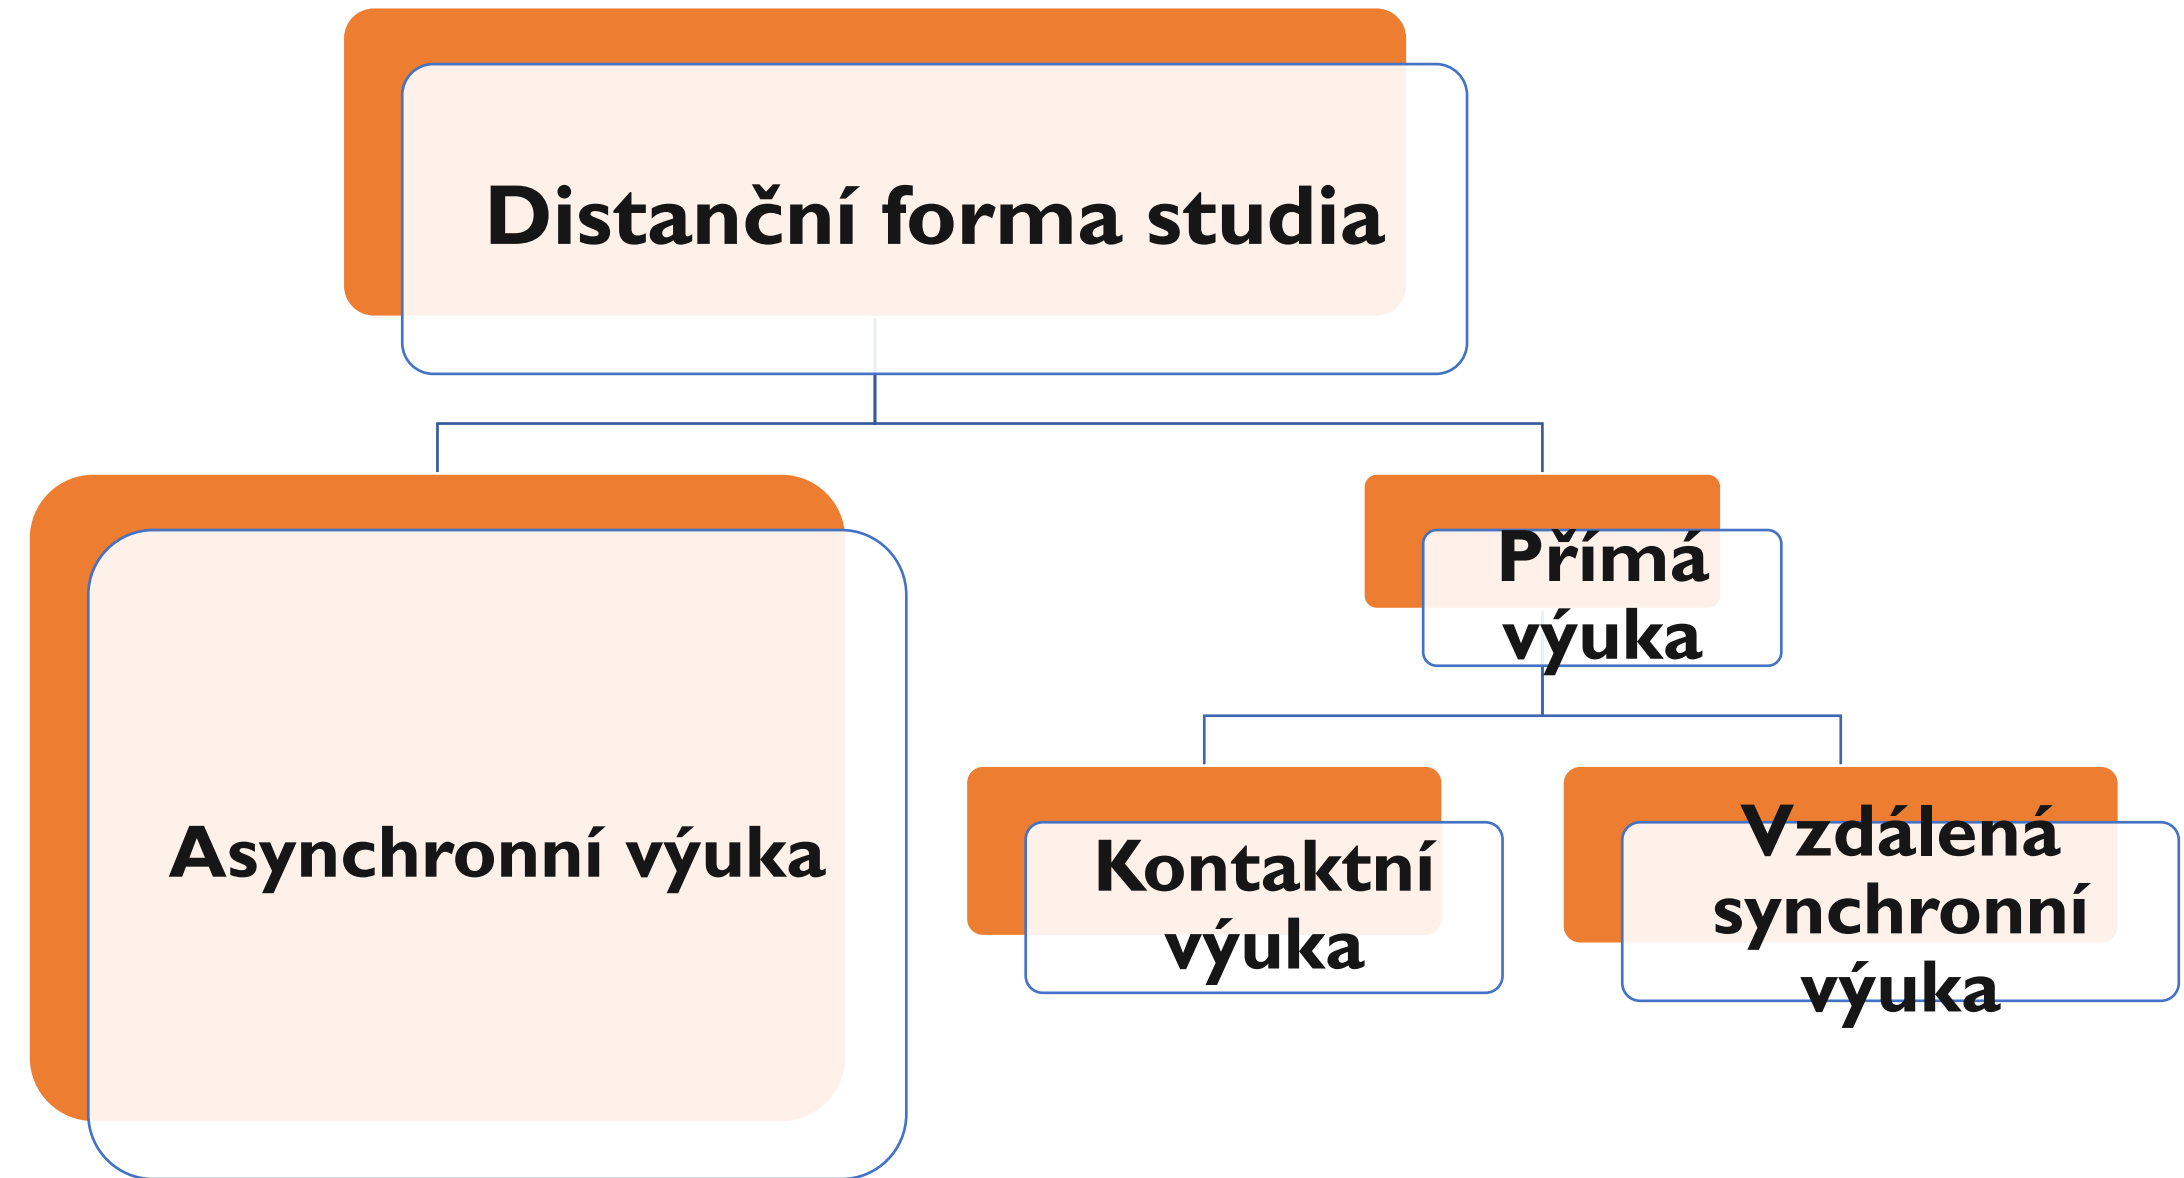 Distanční forma studia
Asynchronní výuka
Přímá
výuka
Kontaktní
výuka
Vzdálená
synchronní
výuka